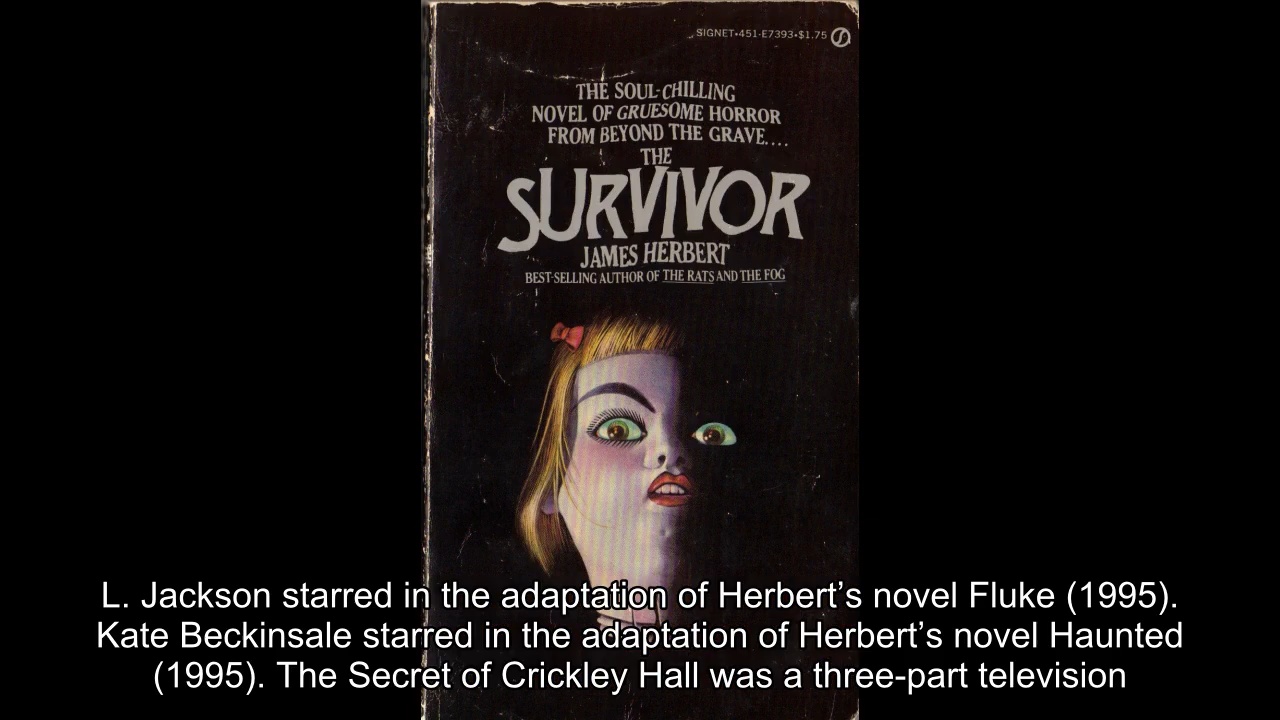 SIGNET•451-E7393•$1.75
THE SOUL-CHILLING
NOVEL OF GRUESOME HORROR
FROM BEYOND THE GRAVE....
THE
SURVIVOR
JAMES HERBERT
BEST-SELLING AUTHOR OF THE RATS AND THE FOG
L. Jackson starred in the adaptation of Herbert’s novel Fluke (1995).
Kate Beckinsale starred in the adaptation of Herbert’s novel Haunted
(1995). The Secret of Crickley Hall was a three-part television